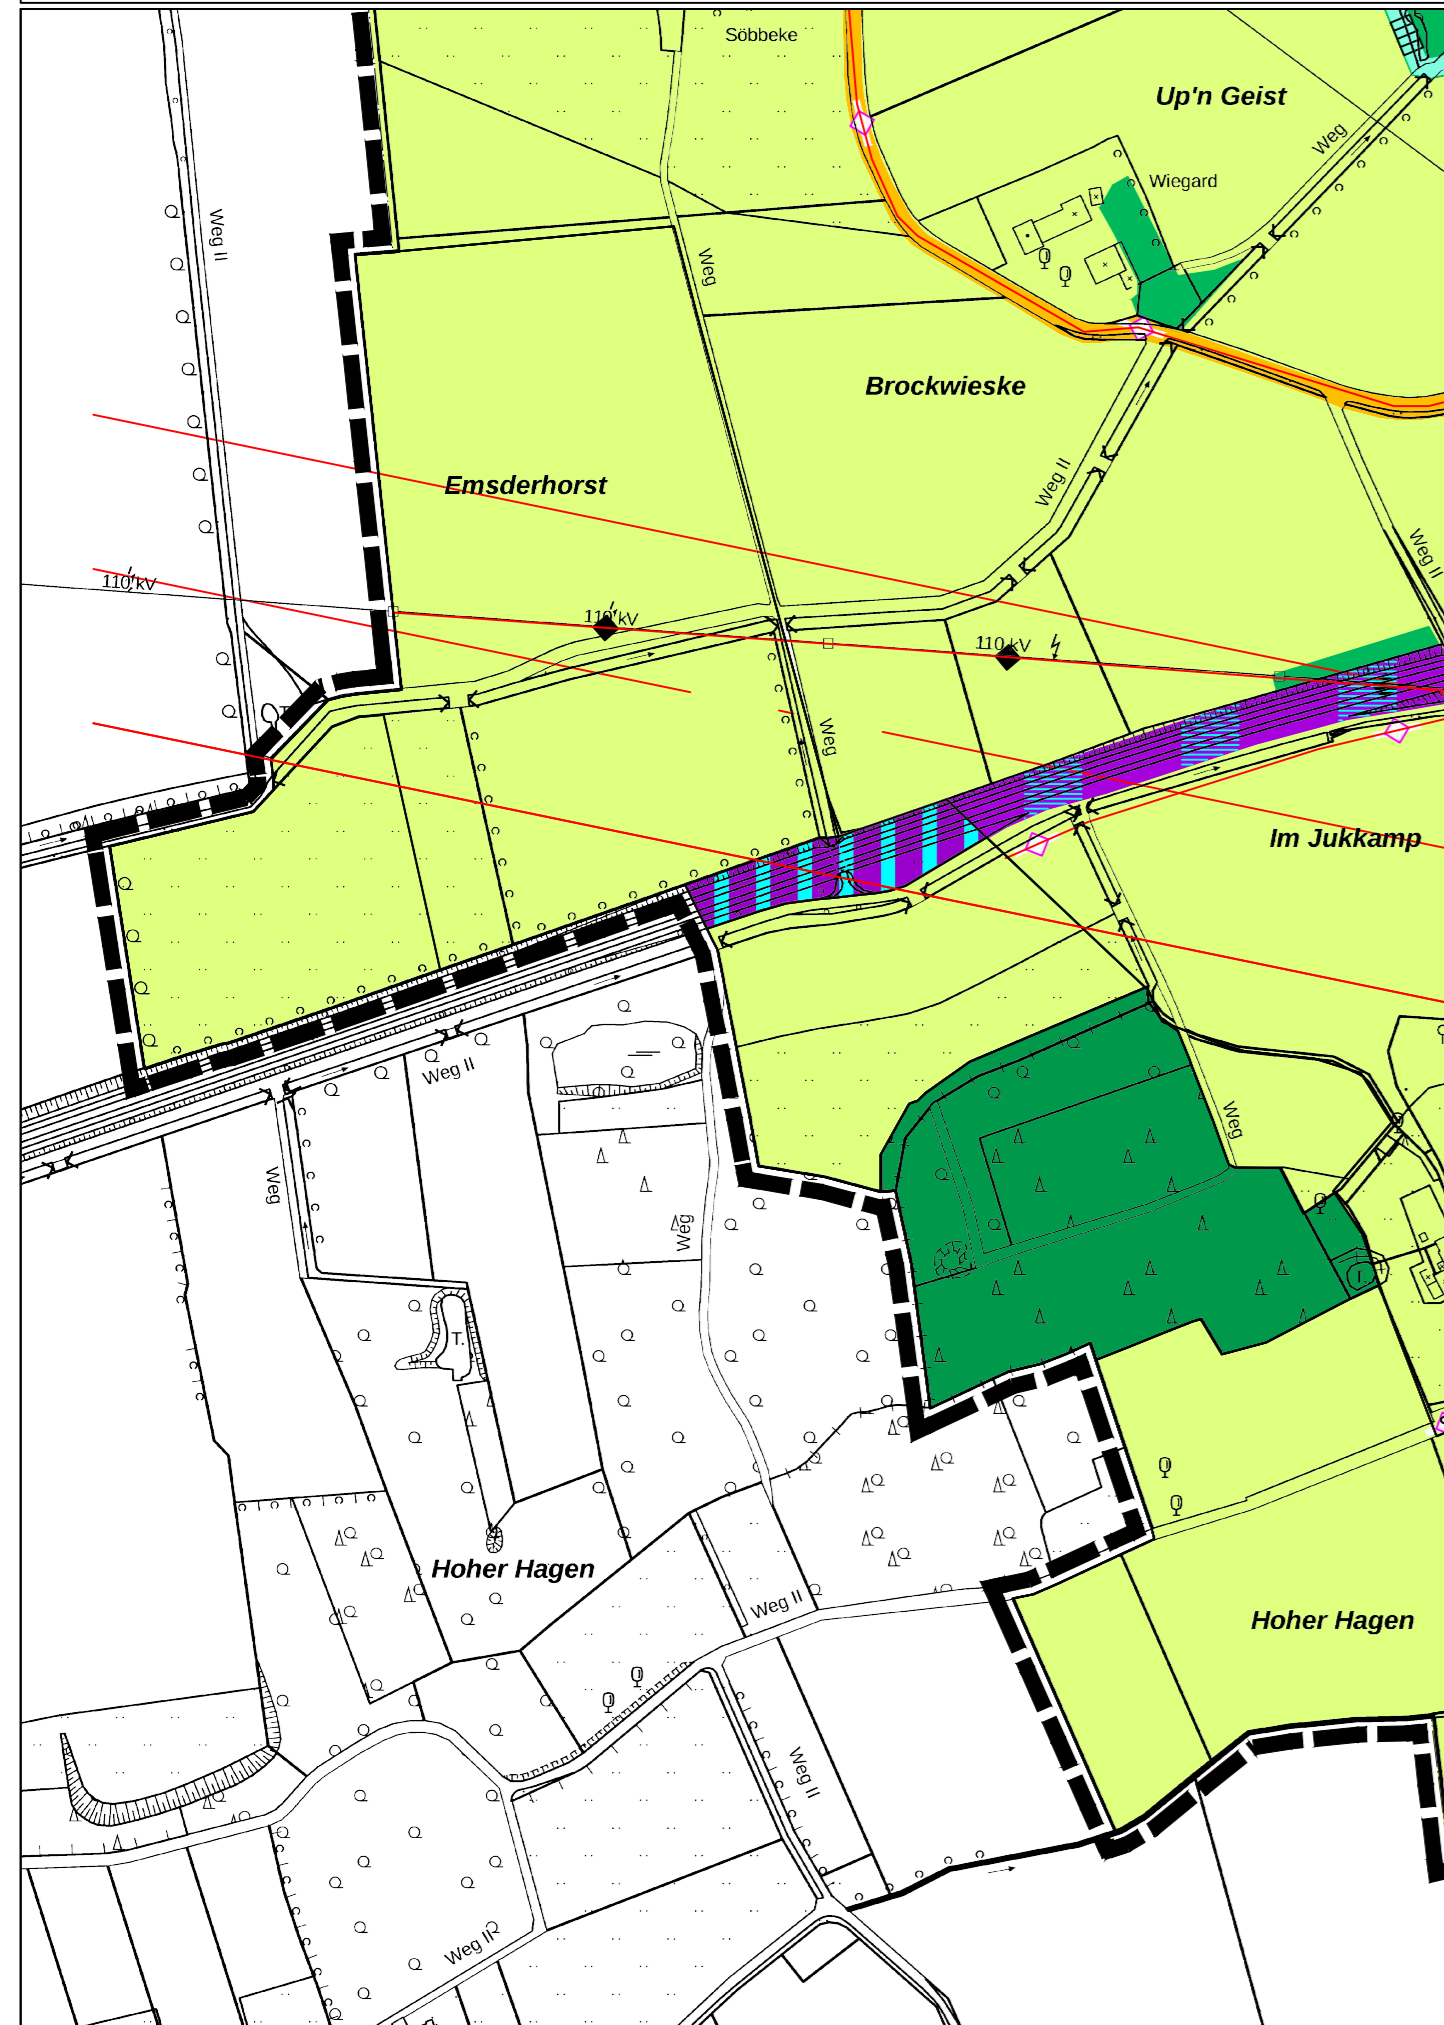 Söbbeke
Up'n Geist
Weg
Wiegard
Weg II
Weg
Brockwieske
Weg II
Emsderhorst
Weg II
110 kV
110 kV
110 kV
Weg
Im Jukkamp
Weg II
Weg
Weg
Weg
T.
T.
Hoher Hagen
Weg II
Hoher Hagen
Weg II
Weg II